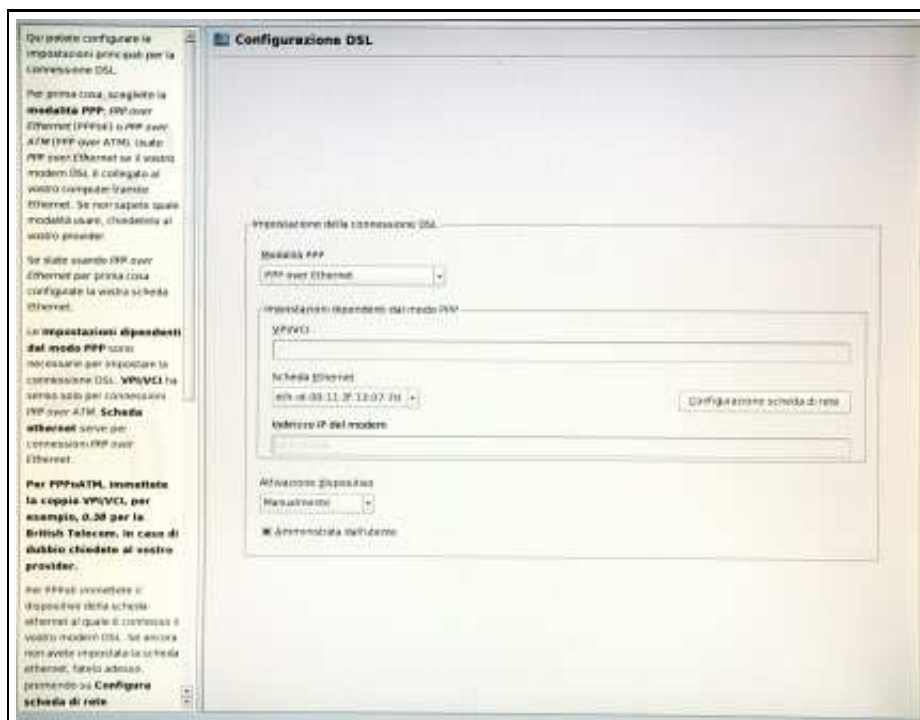 Qui potete configurare le
impostazioni principali per la
connessione DSL.
Per prima cosa, scegliete la
modalità PPP: PPP over
Ethernet (PPPoE) o PPP over
ATM (PPP over ATM). Usate
PPP over Ethernet se il vostro
modem DSL è collegato al
vostro computer tramite
Ethernet. Se non sapete quale
modalità usare, chiedetelo al
vostro provider.
Se state usando PPP over
Ethernet per prima cosa
configurate la vostra scheda
Ethernet.
Le Impostazioni dipendenti
dal modo PPP sono
necessarie per impostare la
connessione DSL. VPI/VCI ha
senso solo per connessioni
PPP over ATM. Scheda
ethernet serve per
connessioni PPP over
Ethernet.
Per PPPoATM, immettete
la coppia VPI/VCI, per
esempio, 0.38 per la
British Telecom. In caso di
dubbio chiedete al vostro
provider.
Per PPPoE immettete il
dispositivo della scheda
ethernet al quale è connesso il
vostro modem DSL. Se ancora
non avete impostata la scheda
ethernet, fatelo adesso,
premendo su Configura
scheda di rete
Configurazione DSL
Impostazione della connessione DSL
Modalità PPP
PPP over Ethernet
Impostazioni dipendenti dal modo PPP
VPI/VCI
Scheda Ethernet
Configurazione scheda di rete
Indirizzo IP del modem
Attivazione dispositivo
Manualmente
Amministrata dall'utente